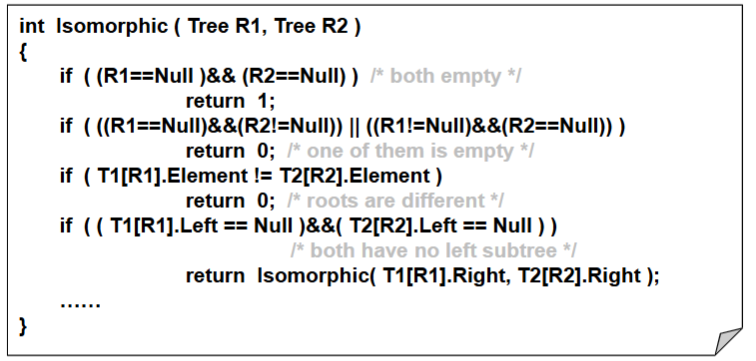 int Isomorphic ( Tree R1, Tree R2 )
{
if ( (R1==Null )&& (R2==Null) ) /* both empty */
return 1;
if ( ((R1==Null)&&(R2!=Null)) || ((R1!=Null)&&(R2==Null)) )
return 0; /* one of them is empty */
if ( T1[R1].Element != T2[R2].Element )
return 0; /* roots are different */
if ( ( T1[R1].Left == Null )&&( T2[R2].Left == Null ) )
/* both have no left subtree */
return Isomorphic( T1[R1].Right, T2[R2].Right );
……
}